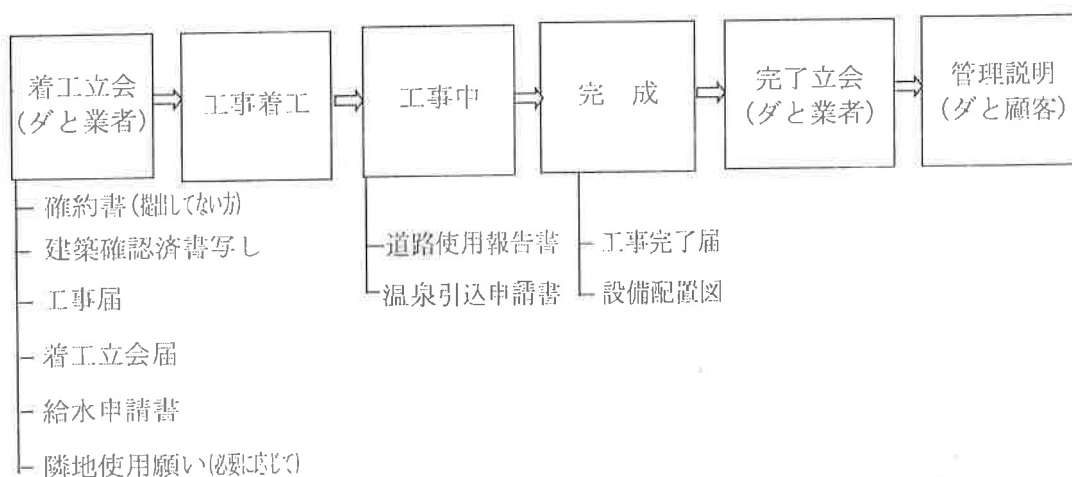 着工立会
(ダと業者)
工事着工
工事中
完 成
完了立会
(ダと業者)
管理説明
(ダと顧客)
確約書(提出してない方)
建築確認済書写し
工事届
着工立会届
給水申請書
隣地使用願い(必要に応じて)
道路使用報告書
温泉引込申請書
工事完了届
設備配置図